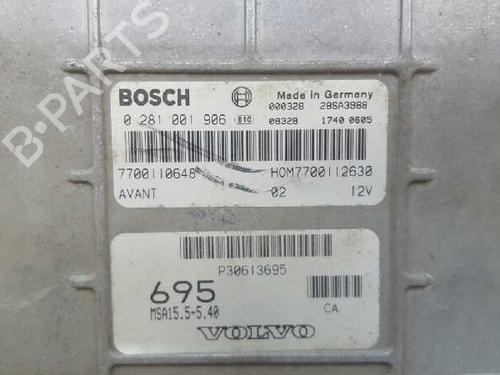 B-PARTS
BOSCH
Made in Germany
000328 28SA3988
0 281 001 906 E10 08328 1740 0605
7700110648 HOM7700112630
AVANT 02 12V
P30613695
695
MSA15.5-5.40 CA
VOLVO